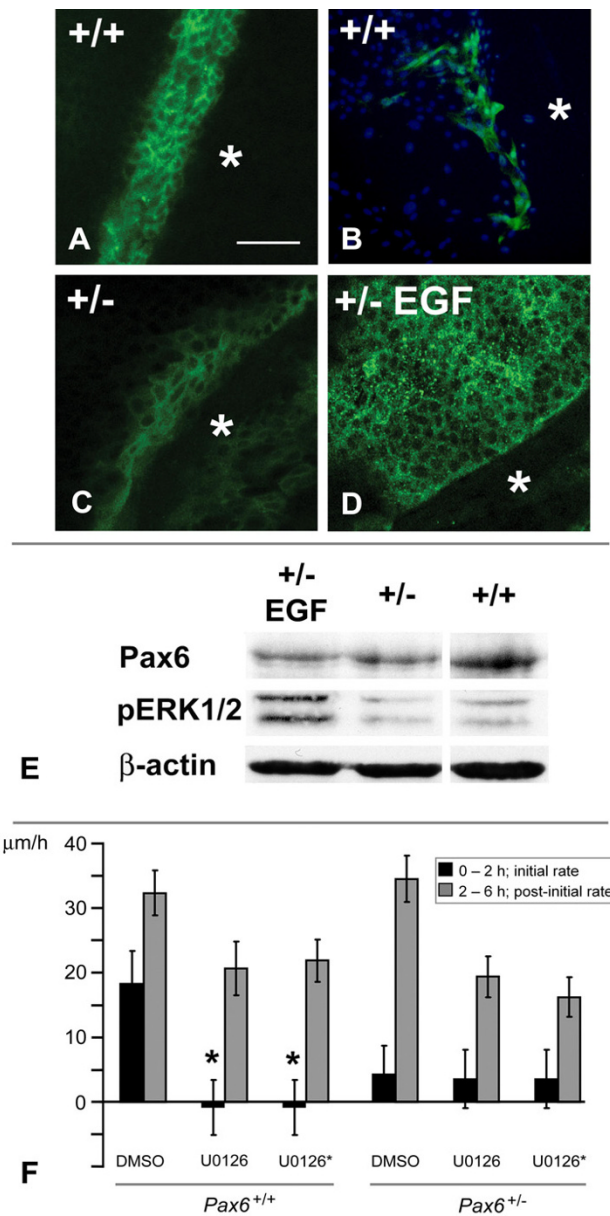 +/+
+/+
*
*
A
B
+/-
+/- EGF
*
*
C
D
+/-
EGF
+/-
+/+
Pax6
pERK1/2
β-actin
E
μm/h
40
30
20
10
0
0 – 2 h; initial rate
2 – 6 h; post-initial rate
*
*
DMSO
U0126
U0126*
DMSO
U0126
U0126*
F
Pax6+/+
Pax6+/-